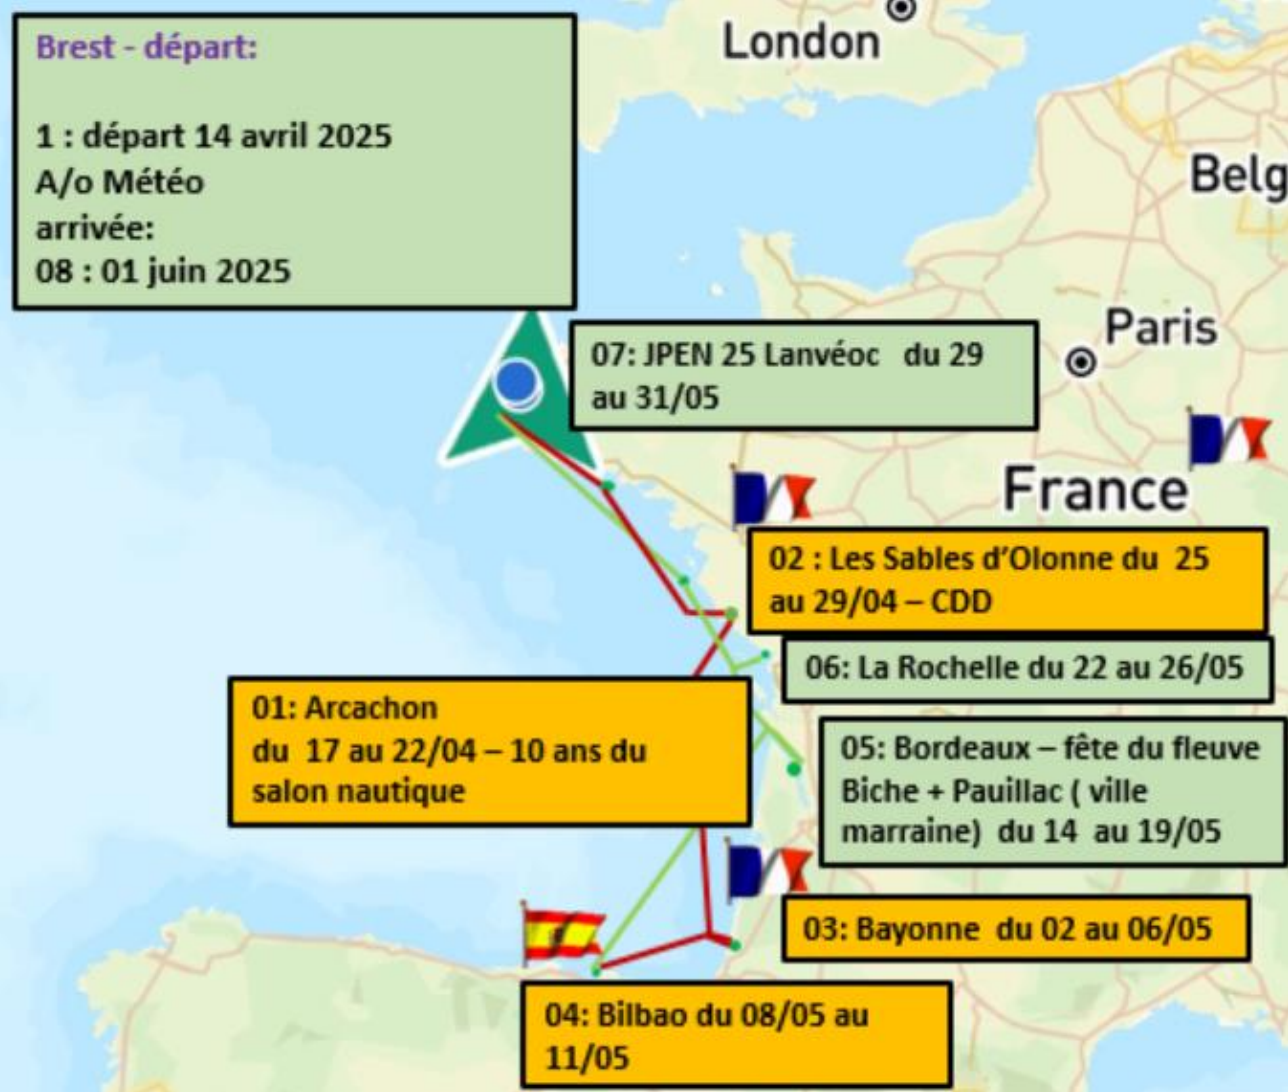 London
Brest - départ:
1 : départ 14 avril 2025
A/o Météo
arrivée:
08 : 01 juin 2025
Belg
Paris
07: JPEN 25 Lanvéoc du 29
au 31/05
France
02 : Les Sables d’Olonne du 25
au 29/04 – CDD
06: La Rochelle du 22 au 26/05
01: Arcachon
du 17 au 22/04 – 10 ans du
salon nautique
05: Bordeaux – fête du fleuve
Biche + Pauillac ( ville
marraine) du 14 au 19/05
03: Bayonne du 02 au 06/05
04: Bilbao du 08/05 au
11/05